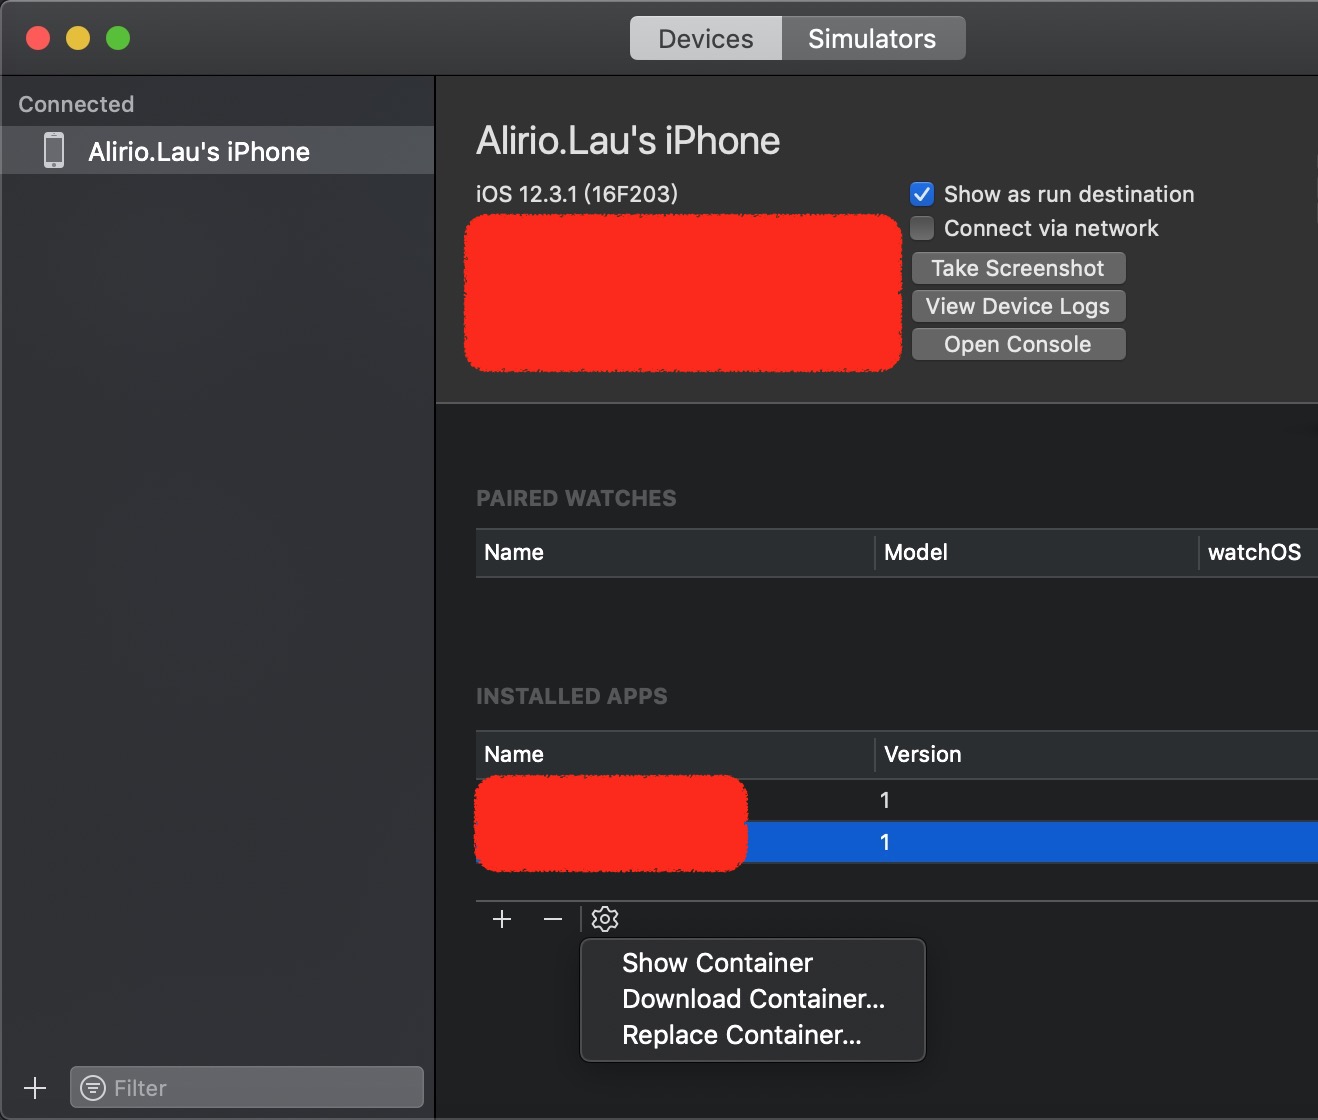 Devices
Simulators
Connected
Alirio.Lau's iPhone
Alirio.Lau's iPhone
iOS 12.3.1 (16F203)
Show as run destination
Connect via network
Take Screenshot
View Device Logs
Open Console
PAIRED WATCHES
Name
Model
watchOS
INSTALLED APPS
Name
Version
1
1
Show Container
Download Container...
Replace Container...
Filter